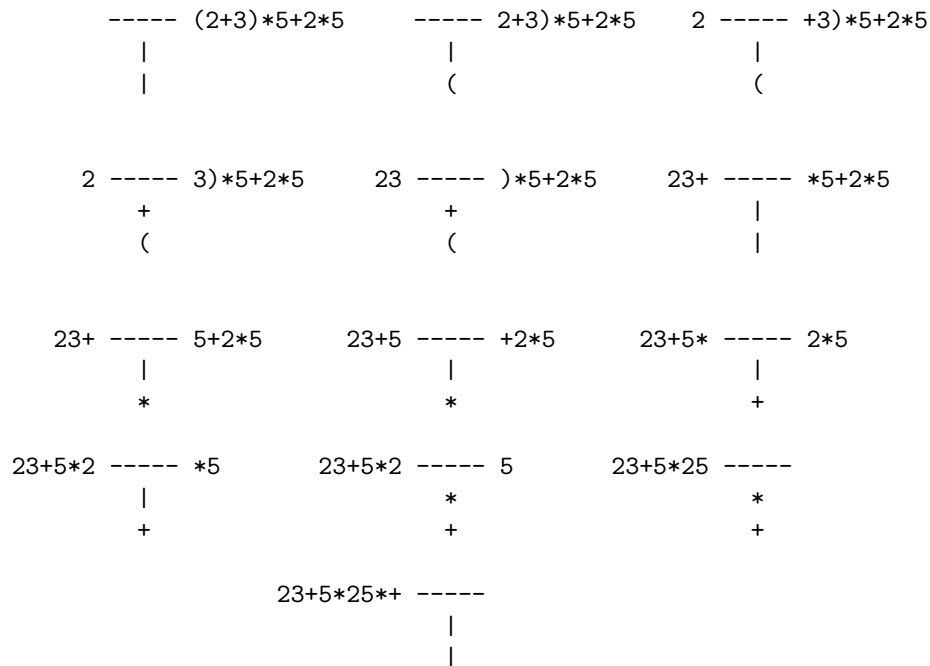 ----- (2+3)*5+2*5 ----- 2+3)*5+2*5 2 ----- +3)*5+2*5
| | |
| ( (
2 ----- 3)*5+2*5 23 ----- )*5+2*5 23+ ----- *5+2*5
+ + |
( ( |
23+ ----- 5+2*5 23+5 ----- +2*5 23+5* ----- 2*5
| | |
* * +
23+5*2 ----- *5 23+5*2 ----- 5 23+5*25 -----
| * *
+ + +
23+5*25*+ -----
|
|